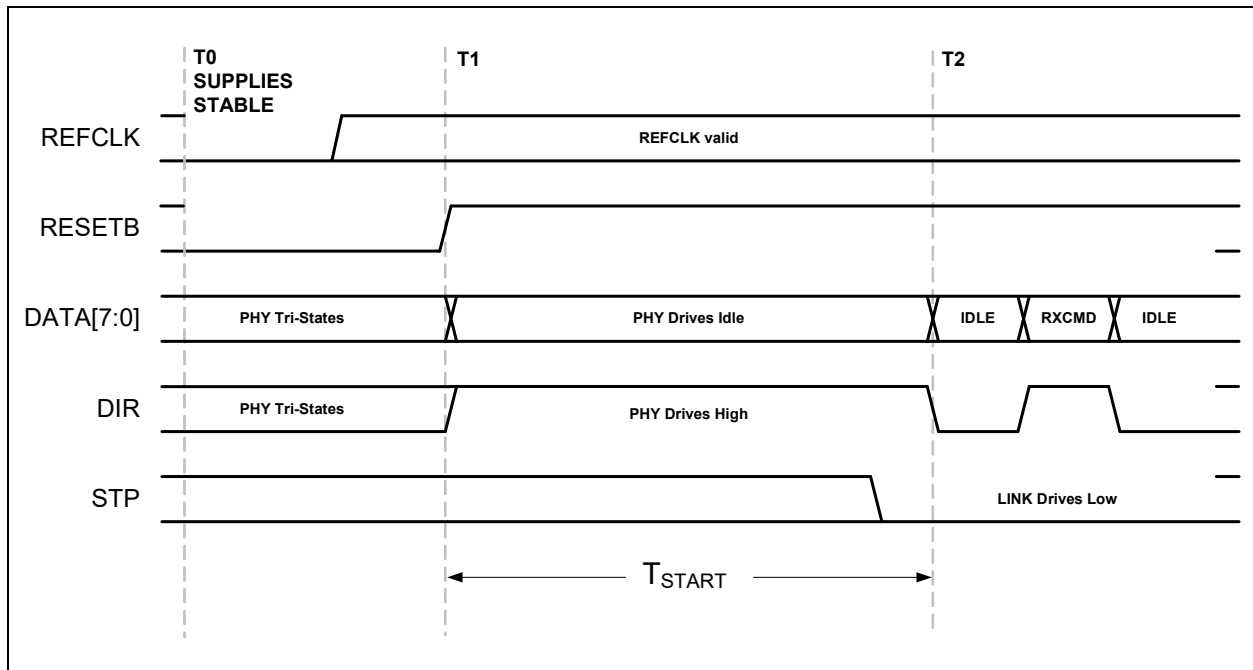 T0
SUPPLIES
STABLE
T1
T2
REFCLK
REFCLK valid
RESETB
DATA[7:0]
PHY Tri-States
PHY Drives Idle
IDLE
RXCMD
IDLE
DIR
PHY Tri-States
PHY Drives High
STP
LINK Drives Low
TSTART